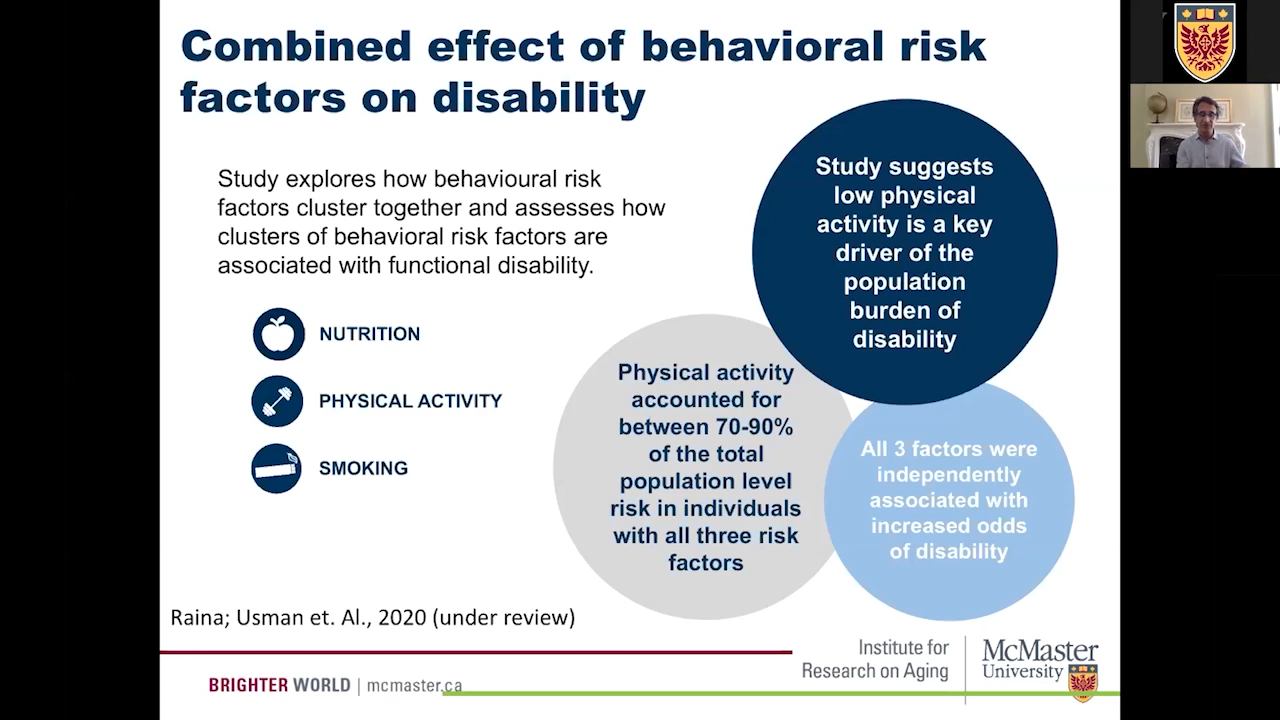 Combined effect of behavioral risk
factors on disability
Study explores how behavioural risk
factors cluster together and assesses how
clusters of behavioral risk factors are
associated with functional disability.
NUTRITION
PHYSICAL ACTIVITY
SMOKING
Study suggests
low physical
activity is a key
driver of the
population
burden of
disability
Physical activity
accounted for
between 70-90%
of the total
population level
risk in individuals
with all three risk
factors
All 3 factors were
independently
associated with
increased odds
of disability
Raina; Usman et. Al., 2020 (under review)
BRIGHTER WORLD | mcmaster.ca
Institute for
Research on Aging
McMaster
University